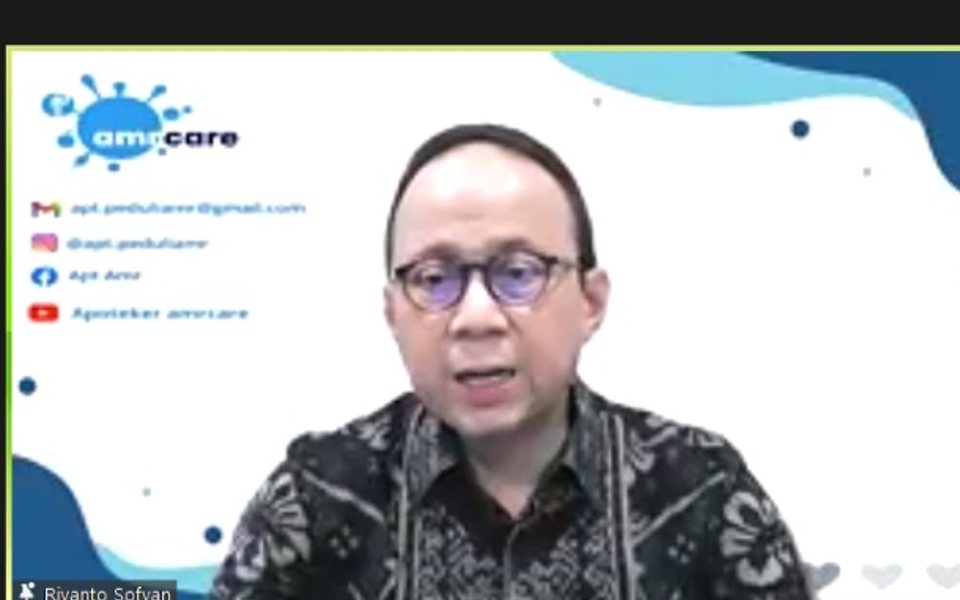 amrcare
apt.peduliamr@gmail.com
@apt.peduliamr
Apt Amr
Apoteker amrcare
Riyanto Sofyan